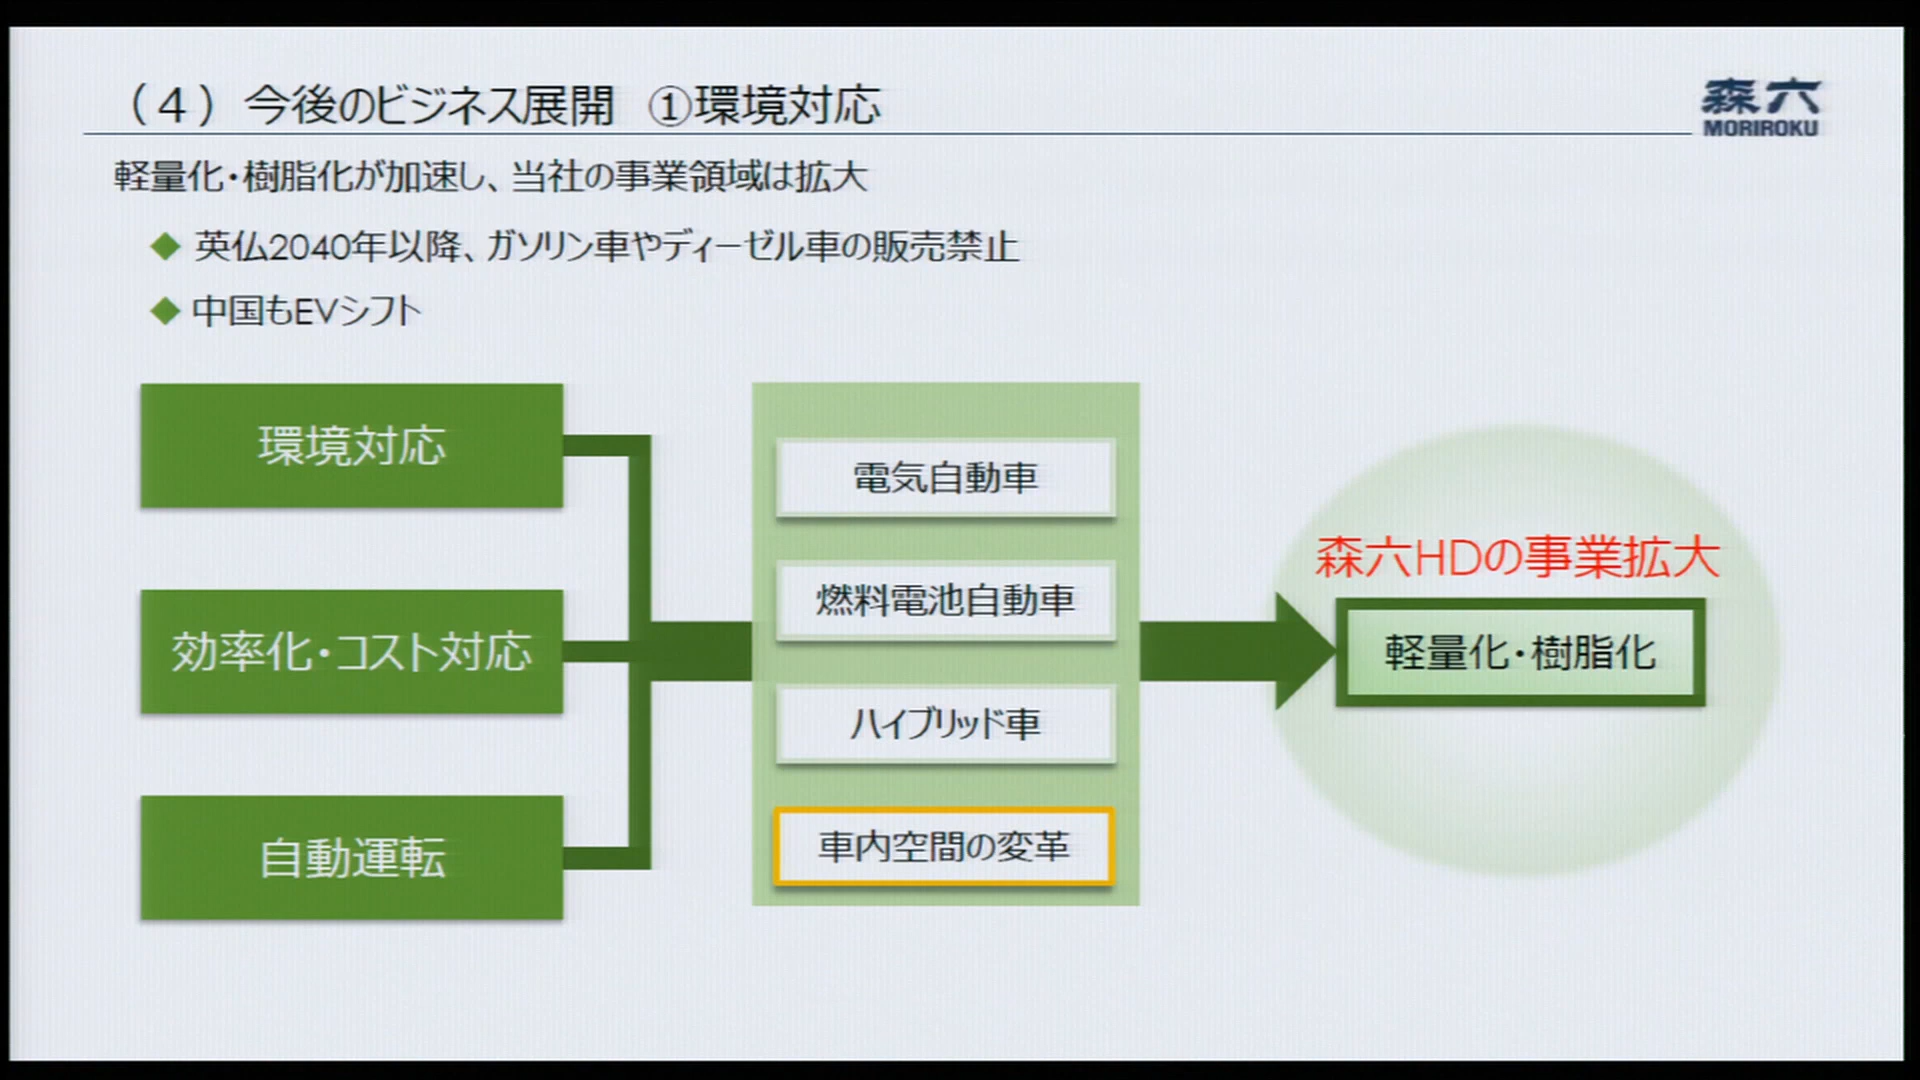 （4）今後のビジネス展開　①環境対応
森六
MORIROKU
軽量化・樹脂化が加速し、当社の事業領域は拡大
◆ 英仏2040年以降、ガソリン車やディーゼル車の販売禁止
◆ 中国もEVシフト
環境対応
効率化・コスト対応
自動運転
電気自動車
燃料電池自動車
ハイブリッド車
車内空間の変革
森六HDの事業拡大
軽量化・樹脂化